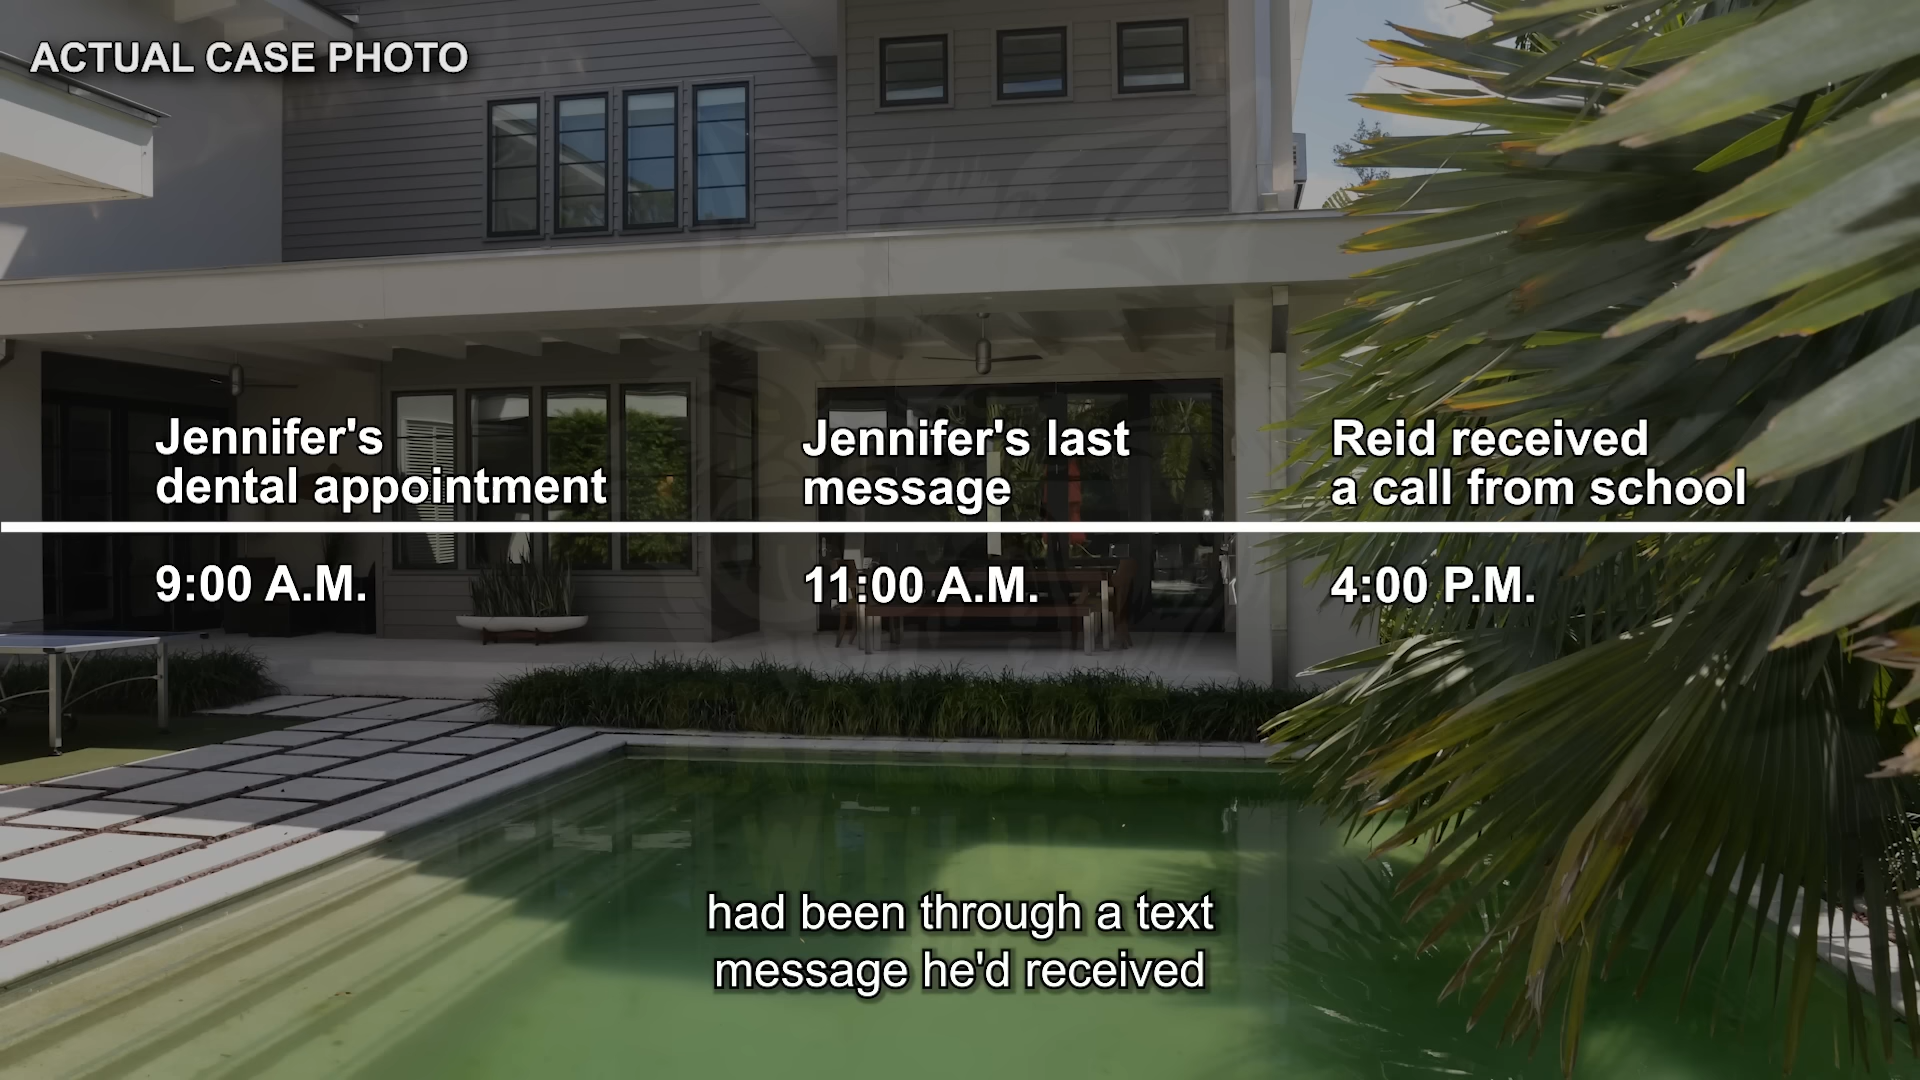 ACTUAL CASE PHOTO
Jennifer's
dental appointment
Jennifer's last
message
Reid received
a call from school
9:00 A.M.
11:00 A.M.
4:00 P.M.
had been through a text
message he'd received